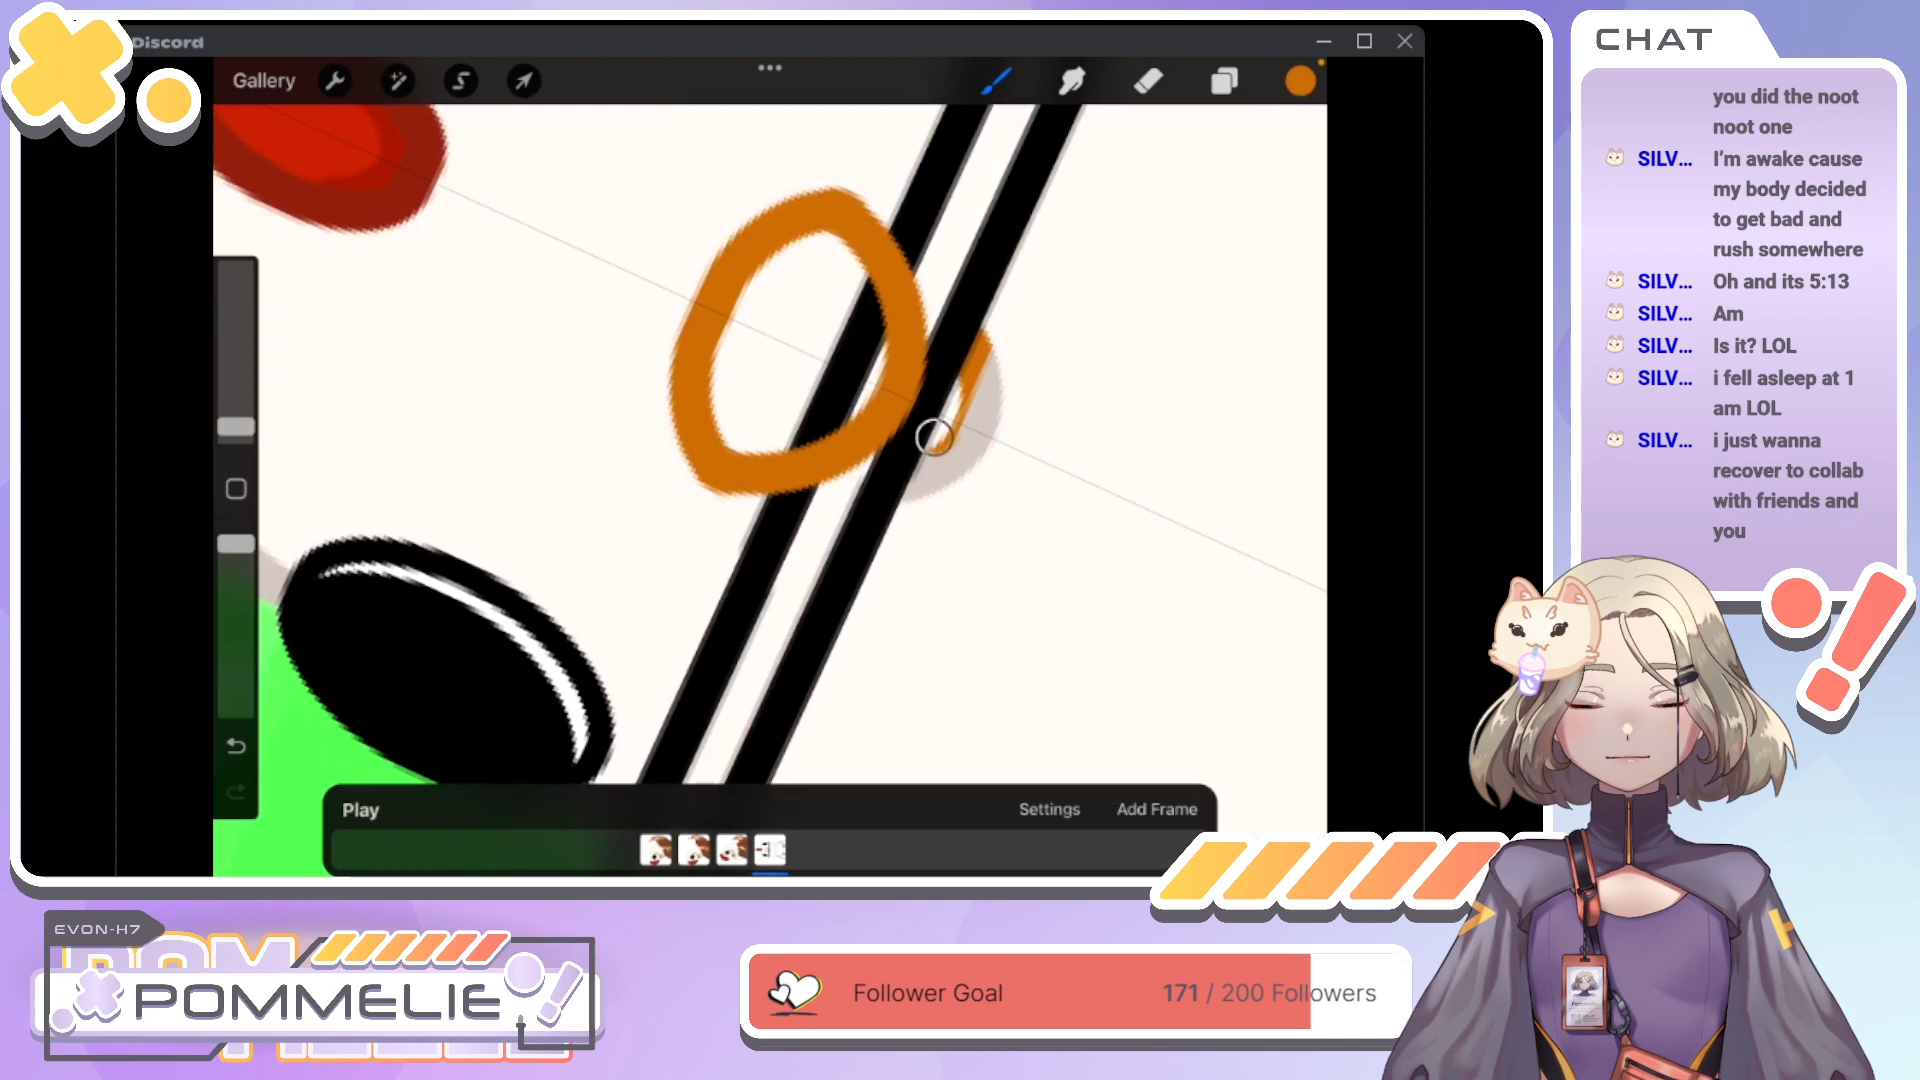 Discord
Gallery
Play
Settings
Add Frame
CHAT
you did the noot
noot one
SILV... I'm awake cause
my body decided
to get bad and
rush somewhere
SILV... Oh and its 5:13
SILV... Am
SILV... Is it? LOL
SILV... i fell asleep at 1
am LOL
SILV... i just wanna
recover to collab
with friends and
you
EVON-H7
POMMELIE
Follower Goal
171 / 200 Followers